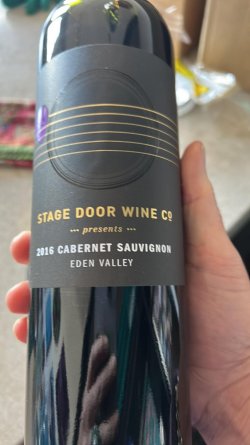 STAGE DOOR WINE CO
presents
2016 CABERNET SAUVIGNON
EDEN VALLEY